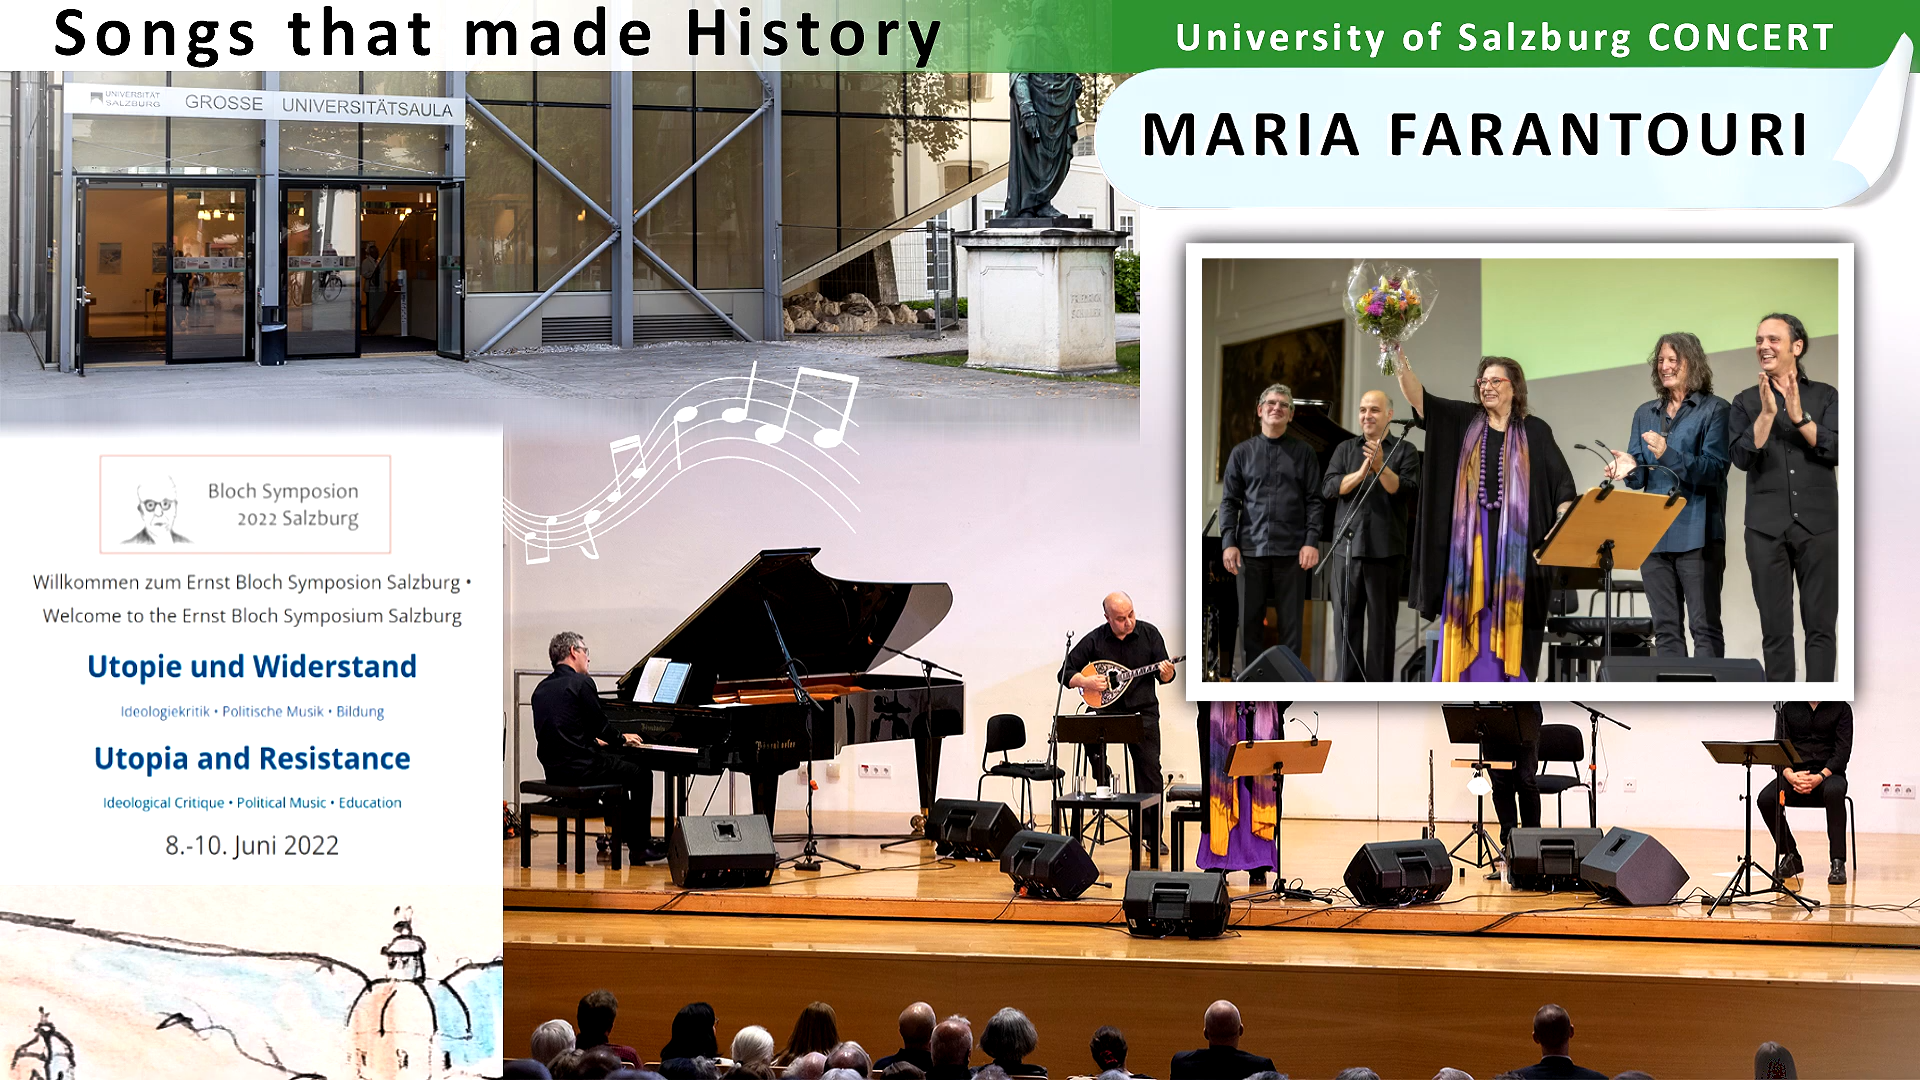 Songs that made History
University of Salzburg CONCERT
MARIA FARANTOURI
UNIVERSITÄT
SALZBURG
GROSSE UNIVERSITÄTSAULA
Bloch Symposion
2022 Salzburg
Willkommen zum Ernst Bloch Symposion Salzburg •
Welcome to the Ernst Bloch Symposium Salzburg
Utopie und Widerstand
Ideologiekritik • Politische Musik • Bildung
Utopia and Resistance
Ideological Critique • Political Music • Education
8.-10. Juni 2022